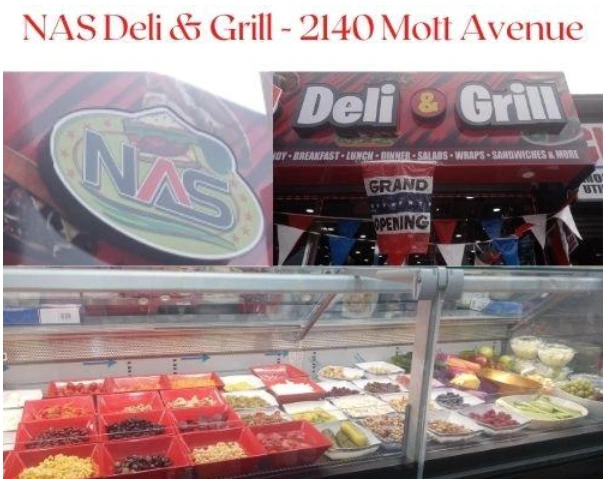 NAS Deli & Grill - 2140 Mott Avenue
NAS
Deli & Grill
BREAKFAST • LUNCH • DINNER • SALADS • WRAPS • SANDWICHES & MORE
GRAND
OPENING